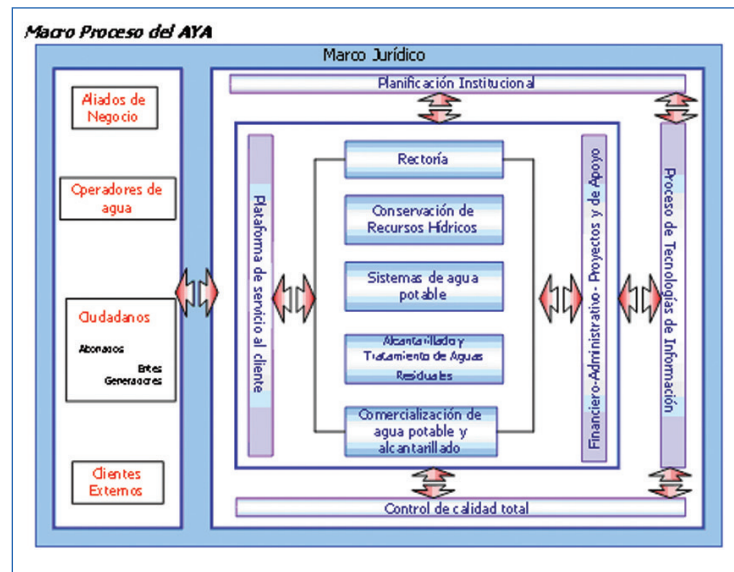 Macro Proceso del AYA
Marco Jurídico
Aliados de
Negocio
Operadores de
agua
Ciudadanos
Abonados
Entes
Generadores
Clientes
Externos
Planificación Institucional
Plataforma de servicio al cliente
Rectoría
Conservación de
Recursos Hídricos
Sistemas de agua
potable
Alcantarillado y
Tratamiento de Aguas
Residuales
Comercialización de
agua potable y
alcantarillado
Financiero-Administrativo- Proyectos y de Apoyo
Proceso de Tecnologías de Información
Control de calidad total